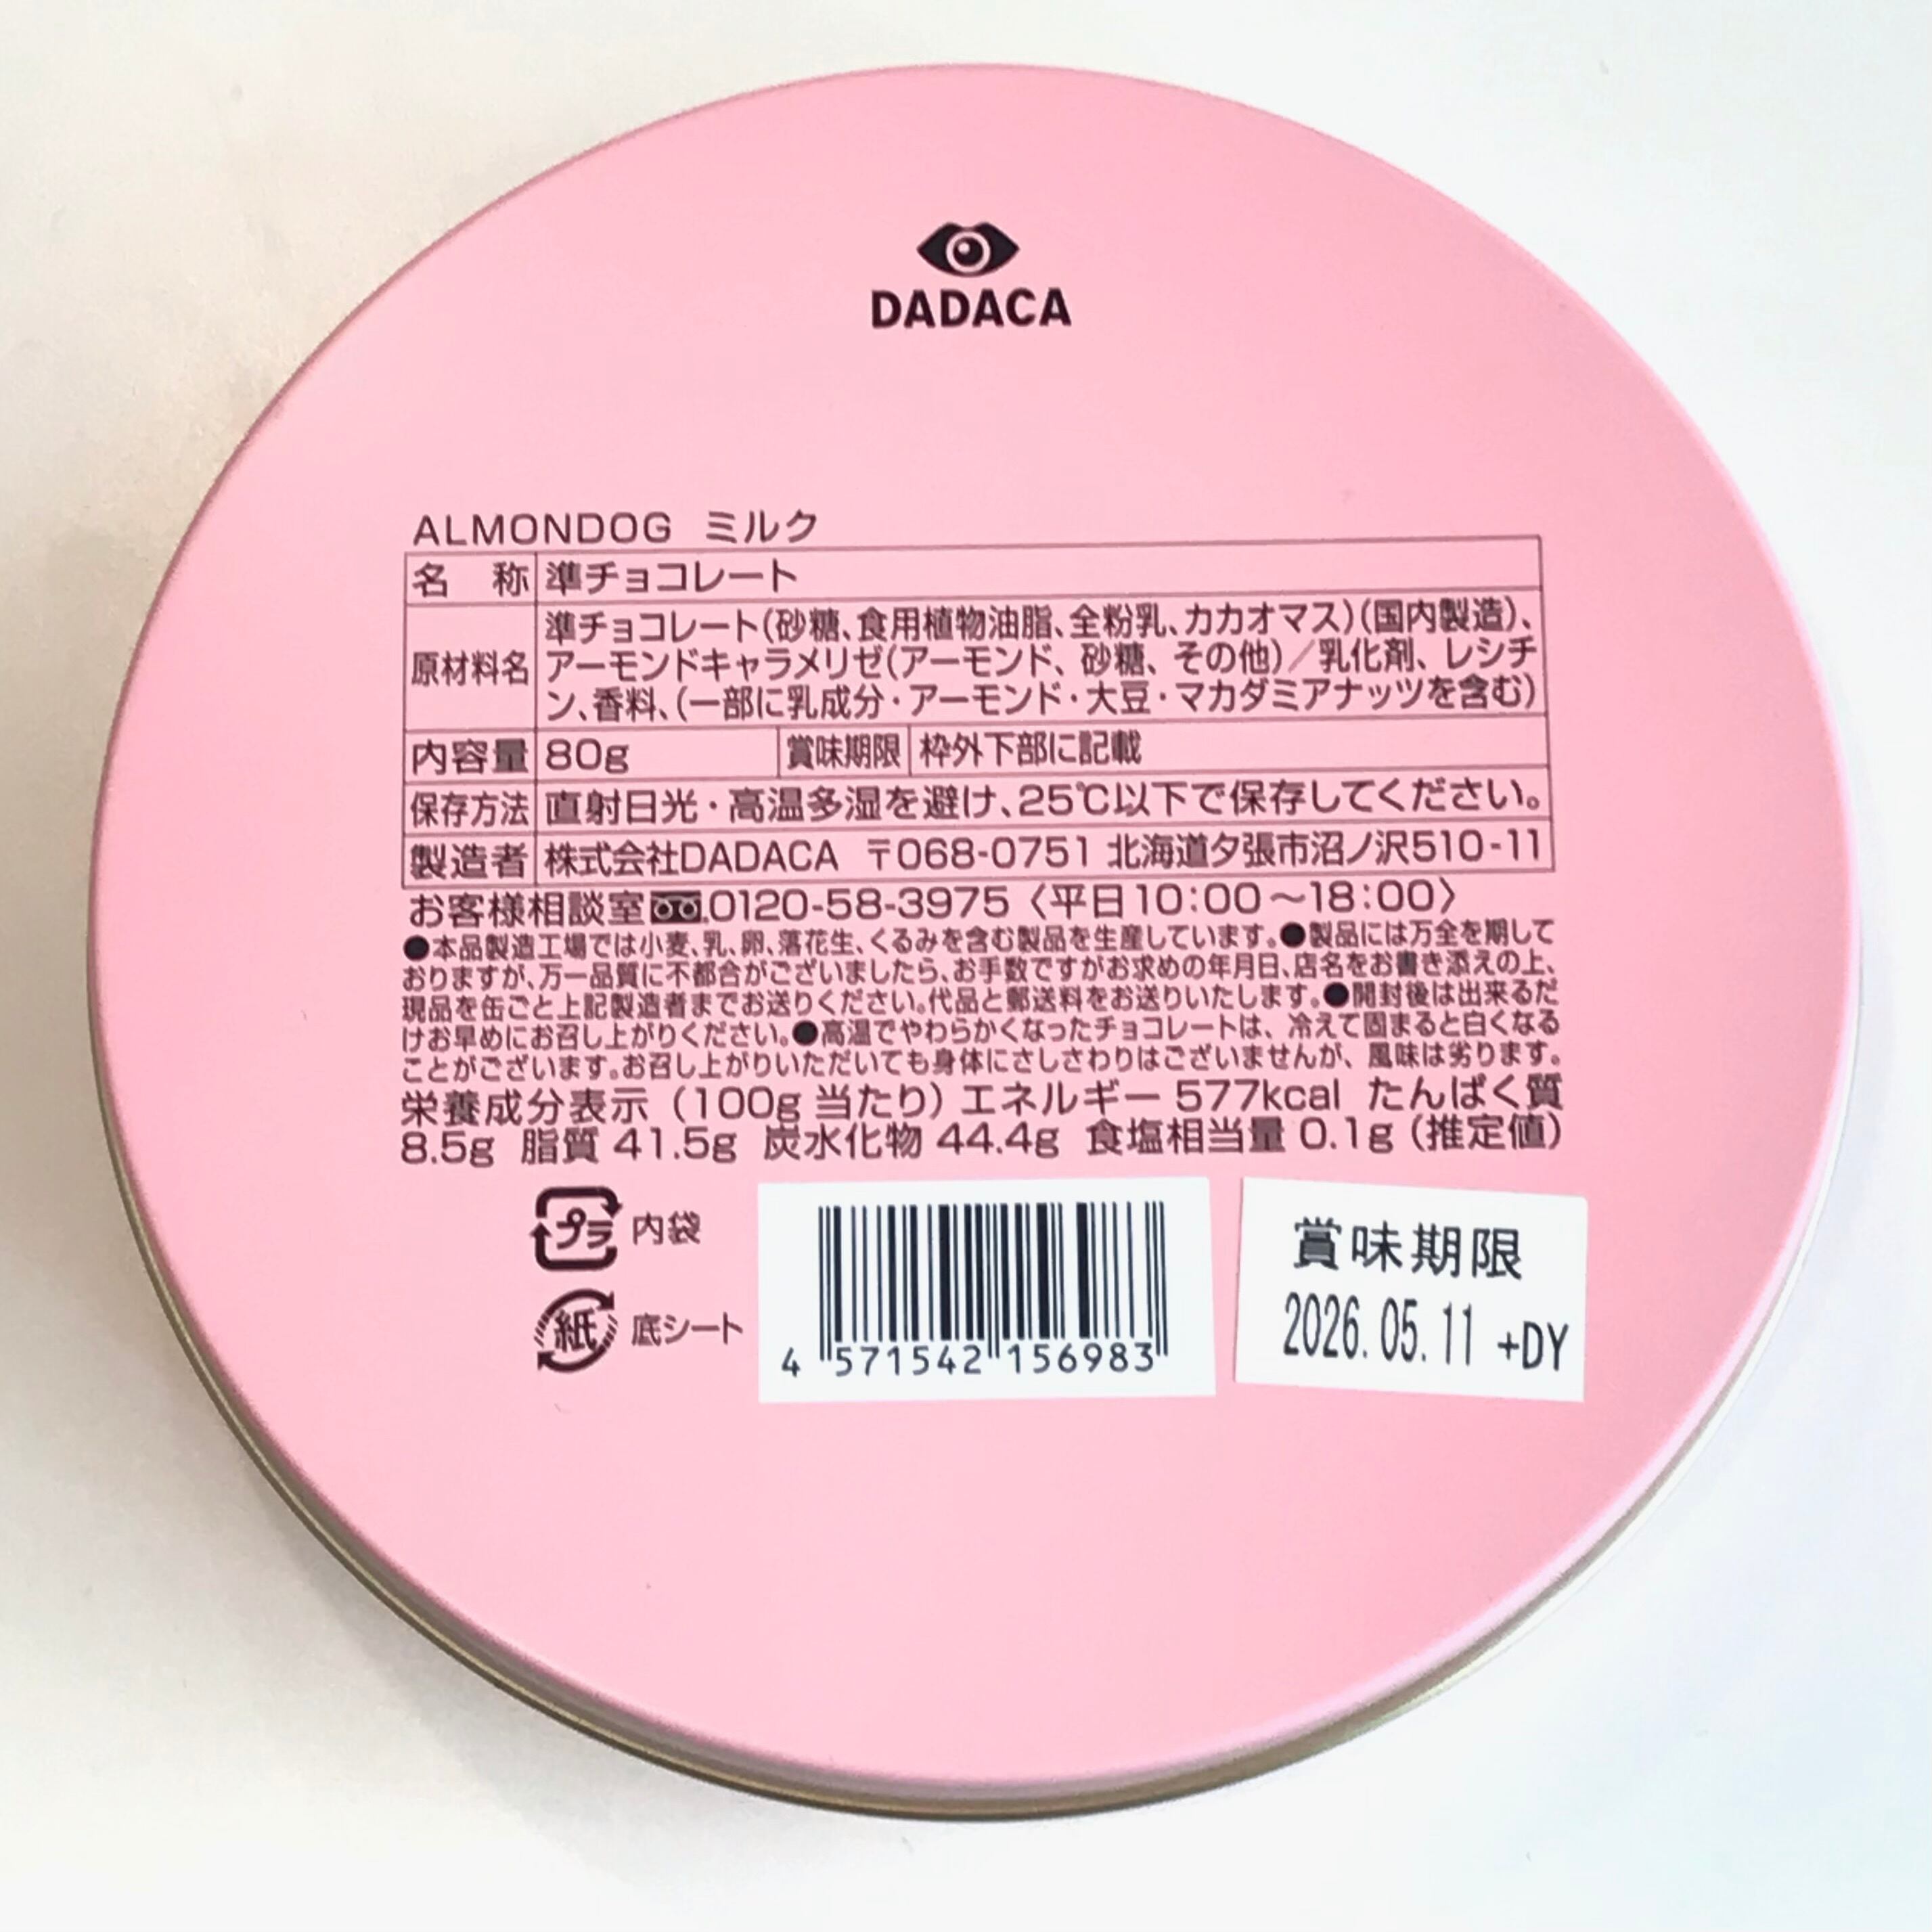 DADACA
ALMONDOG ミルク
名 称 準チョコレート
原材料名 準チョコレート(砂糖、食用植物油脂、全粉乳、カカオマス)(国内製造)、
アーモンドキャラメリゼ(アーモンド、砂糖、その他)/乳化剤、レシチ
ン、香料、(一部に乳成分・アーモンド・大豆・マカダミアナッツを含む)
内容量 80g 賞味期限 枠外下部に記載
保存方法 直射日光・高温多湿を避け、25℃以下で保存してください。
製造者 株式会社DADACA 〒068-0751 北海道夕張市沼ノ沢510-11
お客様相談室 0120-58-3975〈平日10:00〜18:00〉
●本品製造工場では小麦、乳、卵、落花生、くるみを含む製品を生産しています。●製品には万全を期して
おりますが、万一品質に不都合がございましたら、お手数ですがお求めの年月日、店名をお書き添えの上、
現品を缶ごと上記製造者までお送りください。代品と郵送料をお送りいたします。●開封後は出来るだ
けお早めにお召し上がりください。●高温でやわらかくなったチョコレートは、冷えて固まると白くなる
ことがございます。お召し上がりいただいても身体にさしさわりはございませんが、風味は劣ります。
栄養成分表示 (100g 当たり) エネルギー 577kcal たんぱく質
8.5g 脂質 41.5g 炭水化物 44.4g 食塩相当量 0.1g (推定値)
プラ 内袋
紙 底シート
4 571542 156983
賞味期限
2026.05.11 +DY